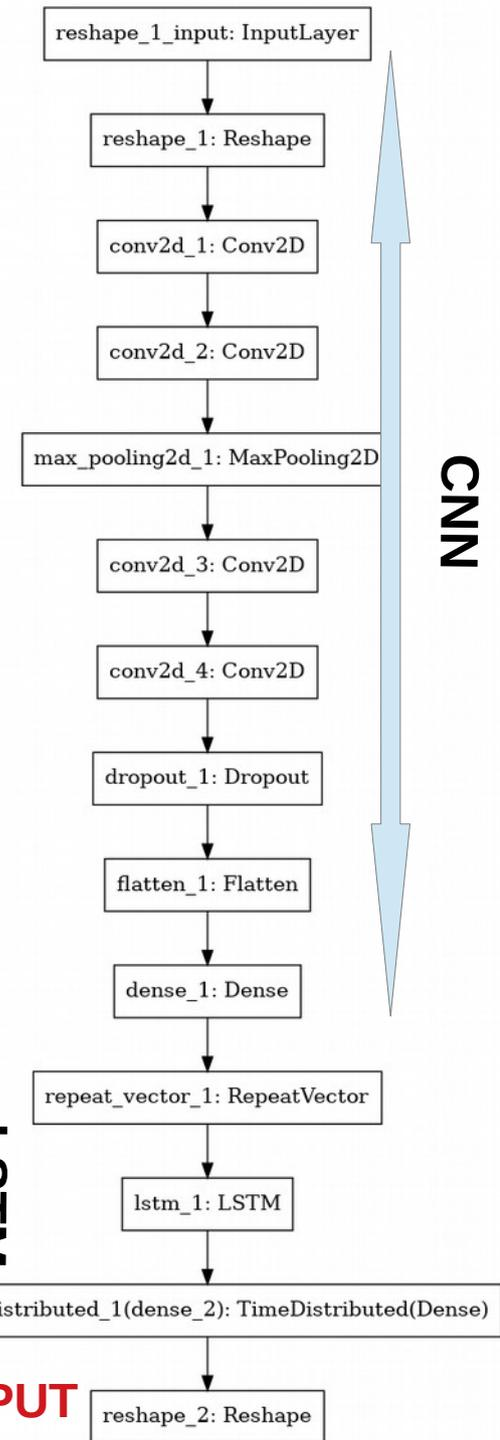 reshape_1_input: InputLayer
reshape_1: Reshape
conv2d_1: Conv2D
conv2d_2: Conv2D
max_pooling2d_1: MaxPooling2D
CNN
conv2d_3: Conv2D
conv2d_4: Conv2D
dropout_1: Dropout
flatten_1: Flatten
dense_1: Dense
repeat_vector_1: RepeatVector
lstm_1: LSTM
istributed_1(dense_2): TimeDistributed(Dense)
PUT
reshape_2: Reshape